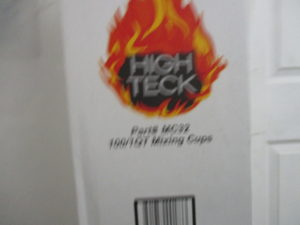 HIGH
TECK
Part# MC32
100/1QT Mixing Cups